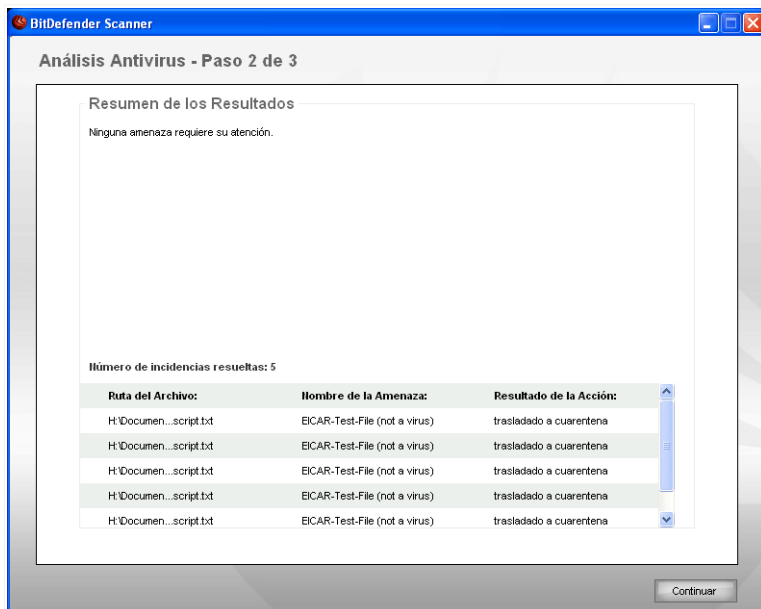 BitDefender Scanner
Análisis Antivirus - Paso 2 de 3
Resumen de los Resultados
Ninguna amenaza requiere su atención.
Número de incidencias resueltas: 5
Ruta del Archivo: Nombre de la Amenaza: Resultado de la Acción:
H:\Documen...script.txt EICAR-Test-File (not a virus) trasladado a cuarentena
H:\Documen...script.txt EICAR-Test-File (not a virus) trasladado a cuarentena
H:\Documen...script.txt EICAR-Test-File (not a virus) trasladado a cuarentena
H:\Documen...script.txt EICAR-Test-File (not a virus) trasladado a cuarentena
H:\Documen...script.txt EICAR-Test-File (not a virus) trasladado a cuarentena
Continuar